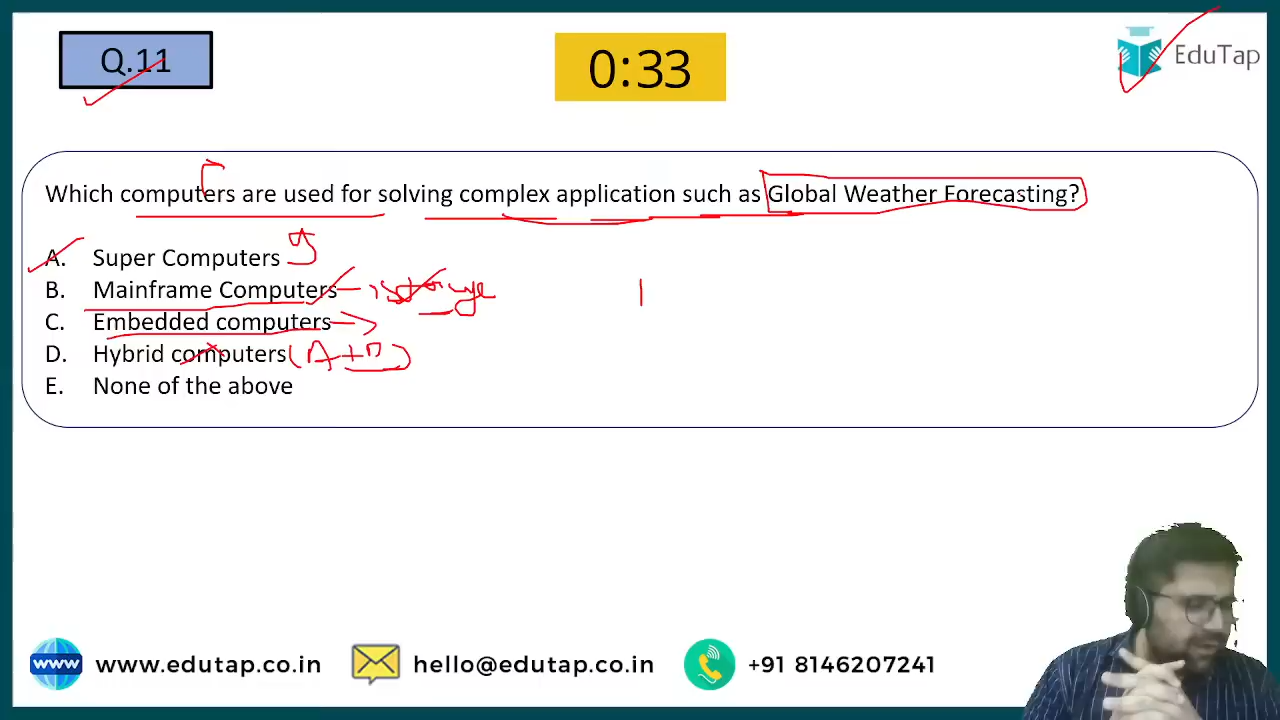 Q.11
0:33
EduTap
Which computers are used for solving complex application such as Global Weather Forecasting?
A. Super Computers
B. Mainframe Computers
C. Embedded computers
D. Hybrid computers (A+D)
E. None of the above
www www.edutap.co.in
hello@edutap.co.in
+91 8146207241